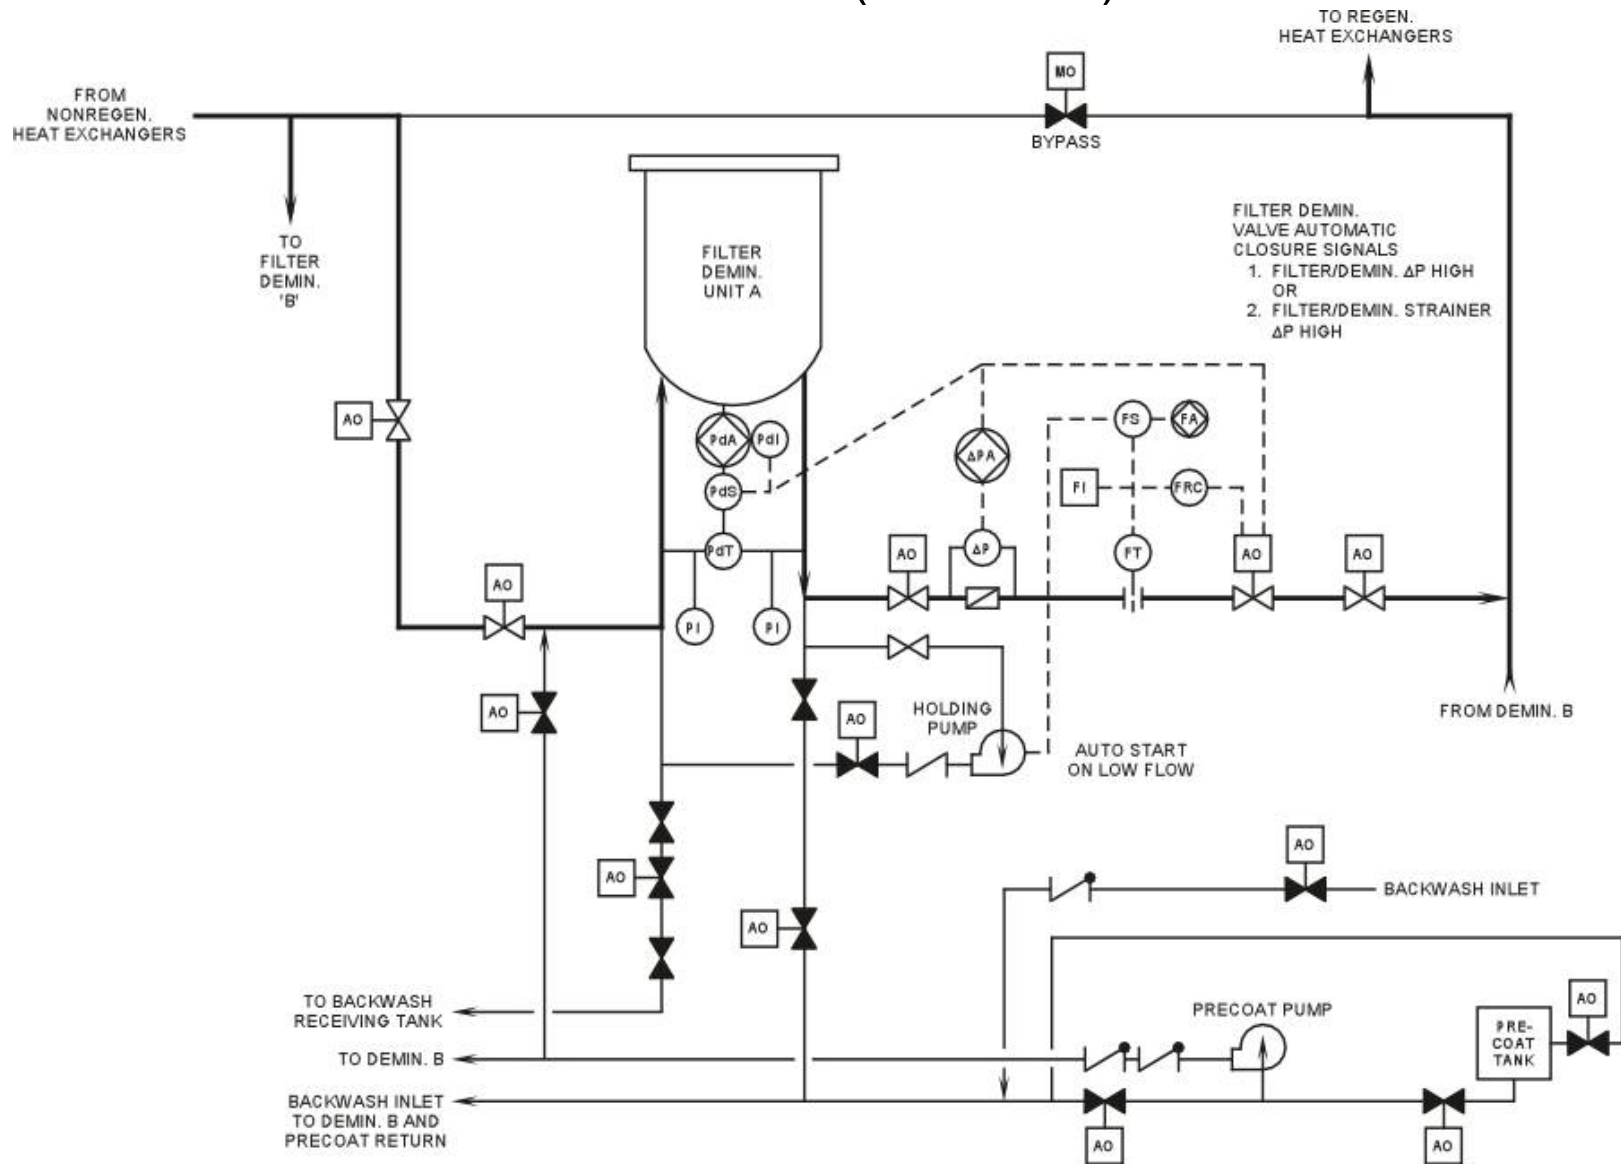 TO REGEN.
HEAT EXCHANGERS
MO
BYPASS
FROM
NONREGEN.
HEAT EXCHANGERS
TO
FILTER
DEMIN.
'B'
FILTER
DEMIN.
UNIT A
FILTER DEMIN.
VALVE AUTOMATIC
CLOSURE SIGNALS
1. FILTER/DEMIN. ΔP HIGH
OR
2. FILTER/DEMIN. STRAINER
ΔP HIGH
AO
PdA
PdI
PdS
PdT
PI
PI
ΔPA
ΔP
FS
FA
FI
FRC
FT
AO
AO
AO
AO
AO
AO
HOLDING
PUMP
AUTO START
ON LOW FLOW
FROM DEMIN. B
AO
AO
AO
BACKWASH INLET
TO BACKWASH
RECEIVING TANK
TO DEMIN. B
BACKWASH INLET
TO DEMIN. B AND
PRECOAT RETURN
PRECOAT PUMP
PRE-
COAT
TANK
AO
AO
AO